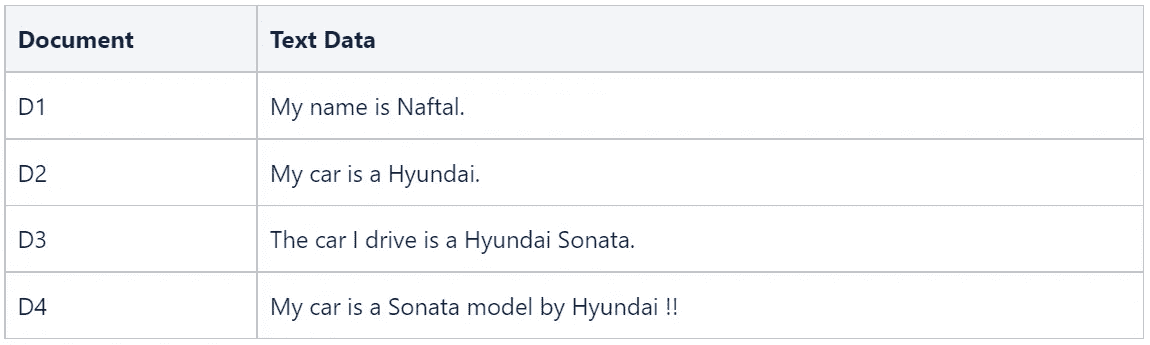 Document Text Data
D1 My name is Naftal.
D2 My car is a Hyundai.
D3 The car I drive is a Hyundai Sonata.
D4 My car is a Sonata model by Hyundai !!